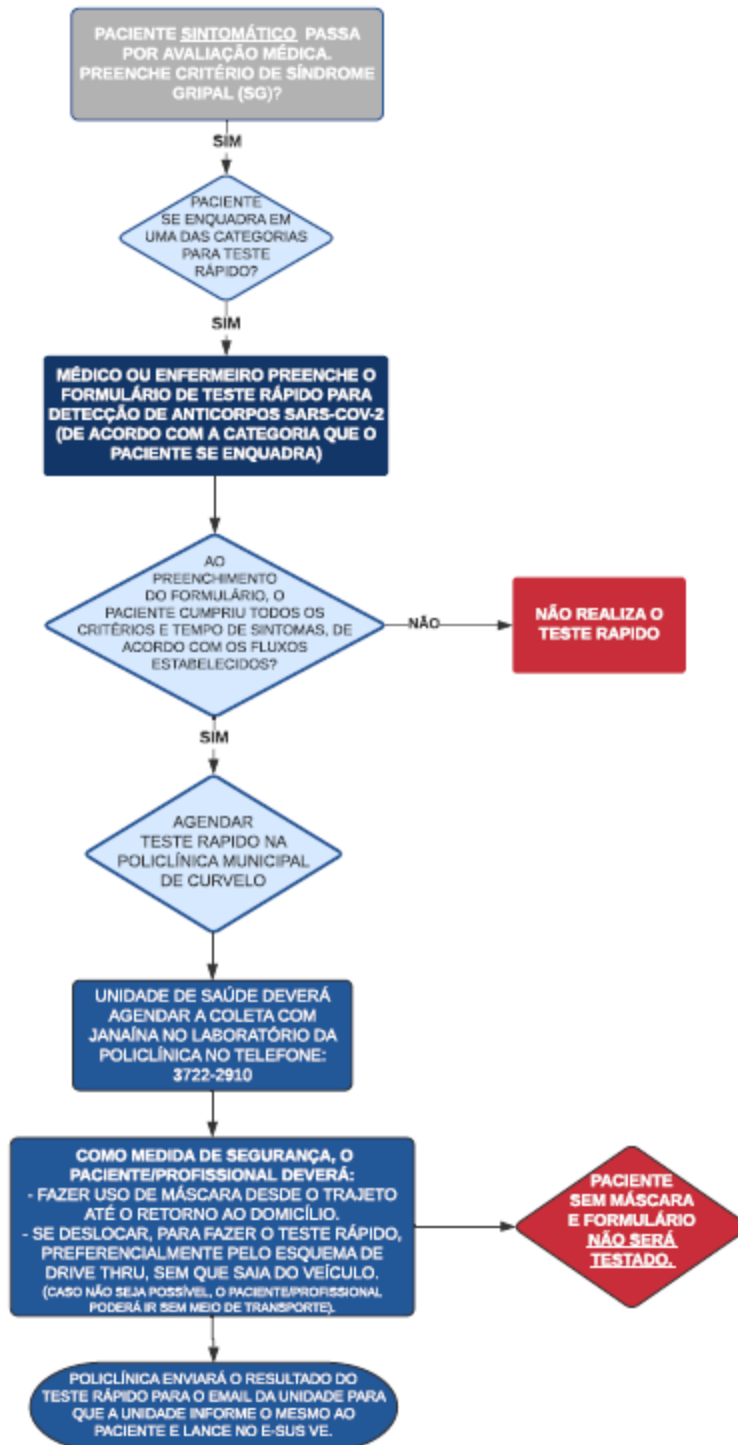 PACIENTE SINTOMÁTICO PASSA
POR AVALIAÇÃO MÉDICA.
PREENCHE CRITÉRIO DE SÍNDROME
GRIPAL (SG)?
SIM
PACIENTE
SE ENQUADRA EM
UMA DAS CATEGORIAS
PARA TESTE
RÁPIDO?
SIM
MÉDICO OU ENFERMEIRO PREENCHE O
FORMULÁRIO DE TESTE RÁPIDO PARA
DETECÇÃO DE ANTICORPOS SARS-COV-2
(DE ACORDO COM A CATEGORIA QUE O
PACIENTE SE ENQUADRA)
AO
PREENCHIMENTO
DO FORMULÁRIO, O
PACIENTE CUMPRIU TODOS OS
CRITÉRIOS E TEMPO DE SINTOMAS, DE
ACORDO COM OS FLUXOS
ESTABELECIDOS?
NÃO
NÃO REALIZA O
TESTE RAPIDO
SIM
AGENDAR
TESTE RAPIDO NA
POLICLÍNICA MUNICIPAL
DE CURVELO
UNIDADE DE SAÚDE DEVERÁ
AGENDAR A COLETA COM
JANAÍNA NO LABORATÓRIO DA
POLICLÍNICA NO TELEFONE:
3722-2910
COMO MEDIDA DE SEGURANÇA, O
PACIENTE/PROFISSIONAL DEVERÁ:
- FAZER USO DE MÁSCARA DESDE O TRAJETO
ATÉ O RETORNO AO DOMICÍLIO.
- SE DESLOCAR, PARA FAZER O TESTE RÁPIDO,
PREFERENCIALMENTE PELO ESQUEMA DE
DRIVE THRU, SEM QUE SAIA DO VEÍCULO.
(CASO NÃO SEJA POSSÍVEL, O PACIENTE/PROFISSIONAL
PODERÁ IR SEM MEIO DE TRANSPORTE).
PACIENTE
SEM MÁSCARA
E FORMULÁRIO
NÃO SERÁ
TESTADO.
POLICLÍNICA ENVIARÁ O RESULTADO DO
TESTE RÁPIDO PARA O EMAIL DA UNIDADE PARA
QUE A UNIDADE INFORME O MESMO AO
PACIENTE E LANCE NO E-SUS VE.